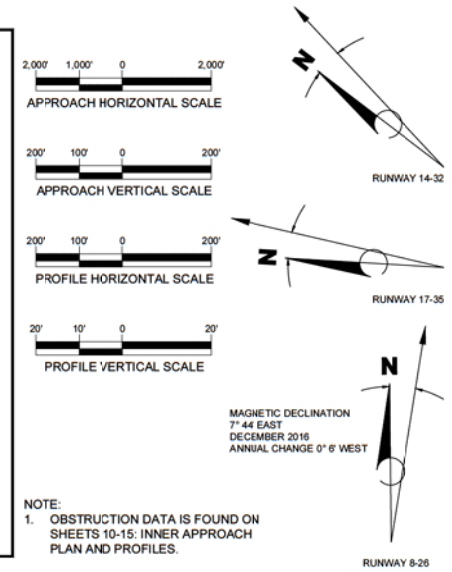 2,000' 1,000' 0 2,000'
APPROACH HORIZONTAL SCALE
200' 100' 0 200'
APPROACH VERTICAL SCALE
200' 100' 0 200'
PROFILE HORIZONTAL SCALE
20' 10' 0 20'
PROFILE VERTICAL SCALE
N
RUNWAY 14-32
N
RUNWAY 17-35
N
MAGNETIC DECLINATION
7° 44' EAST
DECEMBER 2016
ANNUAL CHANGE 0° 6' WEST
RUNWAY 8-26
NOTE:
1. OBSTRUCTION DATA IS FOUND ON
SHEETS 10-15: INNER APPROACH
PLAN AND PROFILES.